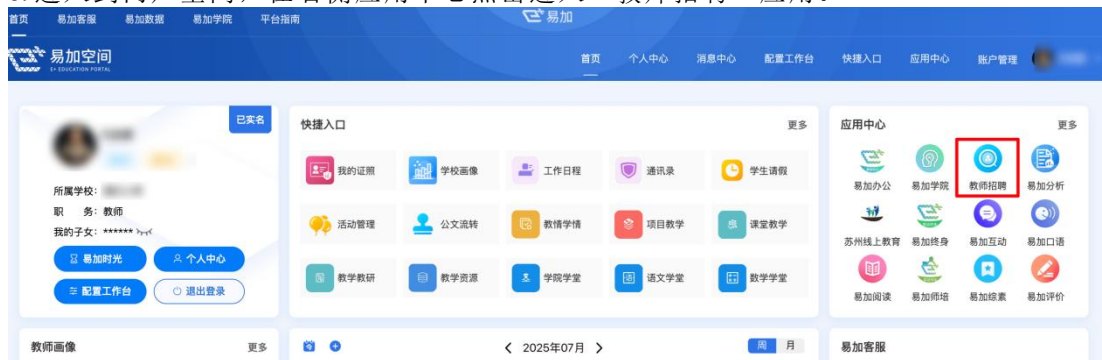 首页 易加客服 易加数据 易加学院 平台指南 易加
易加空间 首页 个人中心 消息中心 配置工作台 快捷入口 应用中心 账户管理
E+ EDUCATION PORTAL
已实名
快捷入口 更多
应用中心 更多
我的证照 学校画像 工作日程 通讯录 学生请假
易加办公 易加学院 教师招聘 易加分析
所属学校:
职 务: 教师
我的子女: ******
活动管理 公文流转 教情学情 项目教学 课堂教学
苏州线上教育 易加终身 易加互动 易加口语
易加时光 个人中心
配置工作台 退出登录
教学教研 教学资源 学院学堂 语文学堂 数学学堂
易加阅读 易加师培 易加综素 易加评价
教师画像 更多
2025年07月 周 月
易加客服